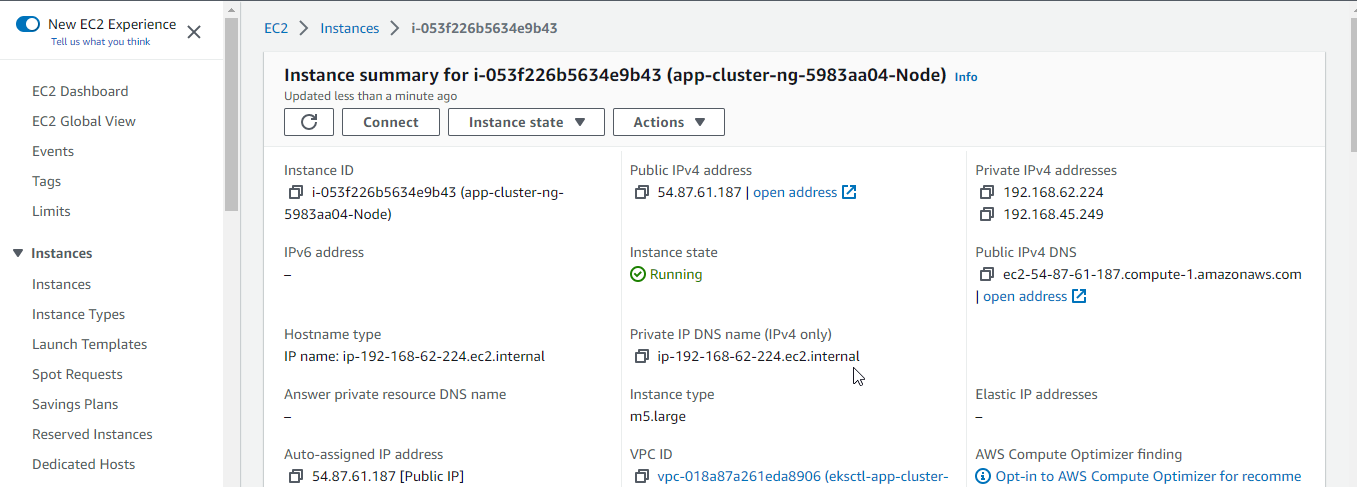 New EC2 Experience
Tell us what you think
EC2 Dashboard
EC2 Global View
Events
Tags
Limits
Instances
Instances
Instance Types
Launch Templates
Spot Requests
Savings Plans
Reserved Instances
Dedicated Hosts
EC2 > Instances > i-053f226b5634e9b43
Instance summary for i-053f226b5634e9b43 (app-cluster-ng-5983aa04-Node) Info
Updated less than a minute ago
Connect Instance state Actions
Instance ID
i-053f226b5634e9b43 (app-cluster-ng-
5983aa04-Node)
Public IPv4 address
54.87.61.187 | open address
Private IPv4 addresses
192.168.62.224
192.168.45.249
IPv6 address
–
Instance state
Running
Public IPv4 DNS
ec2-54-87-61-187.compute-1.amazonaws.com
| open address
Hostname type
IP name: ip-192-168-62-224.ec2.internal
Private IP DNS name (IPv4 only)
ip-192-168-62-224.ec2.internal
Answer private resource DNS name
–
Instance type
m5.large
Elastic IP addresses
–
Auto-assigned IP address
54.87.61.187 [Public IP]
VPC ID
vpc-018a87a261eda8906 (eksctl-app-cluster-
AWS Compute Optimizer finding
Opt-in to AWS Compute Optimizer for recomme